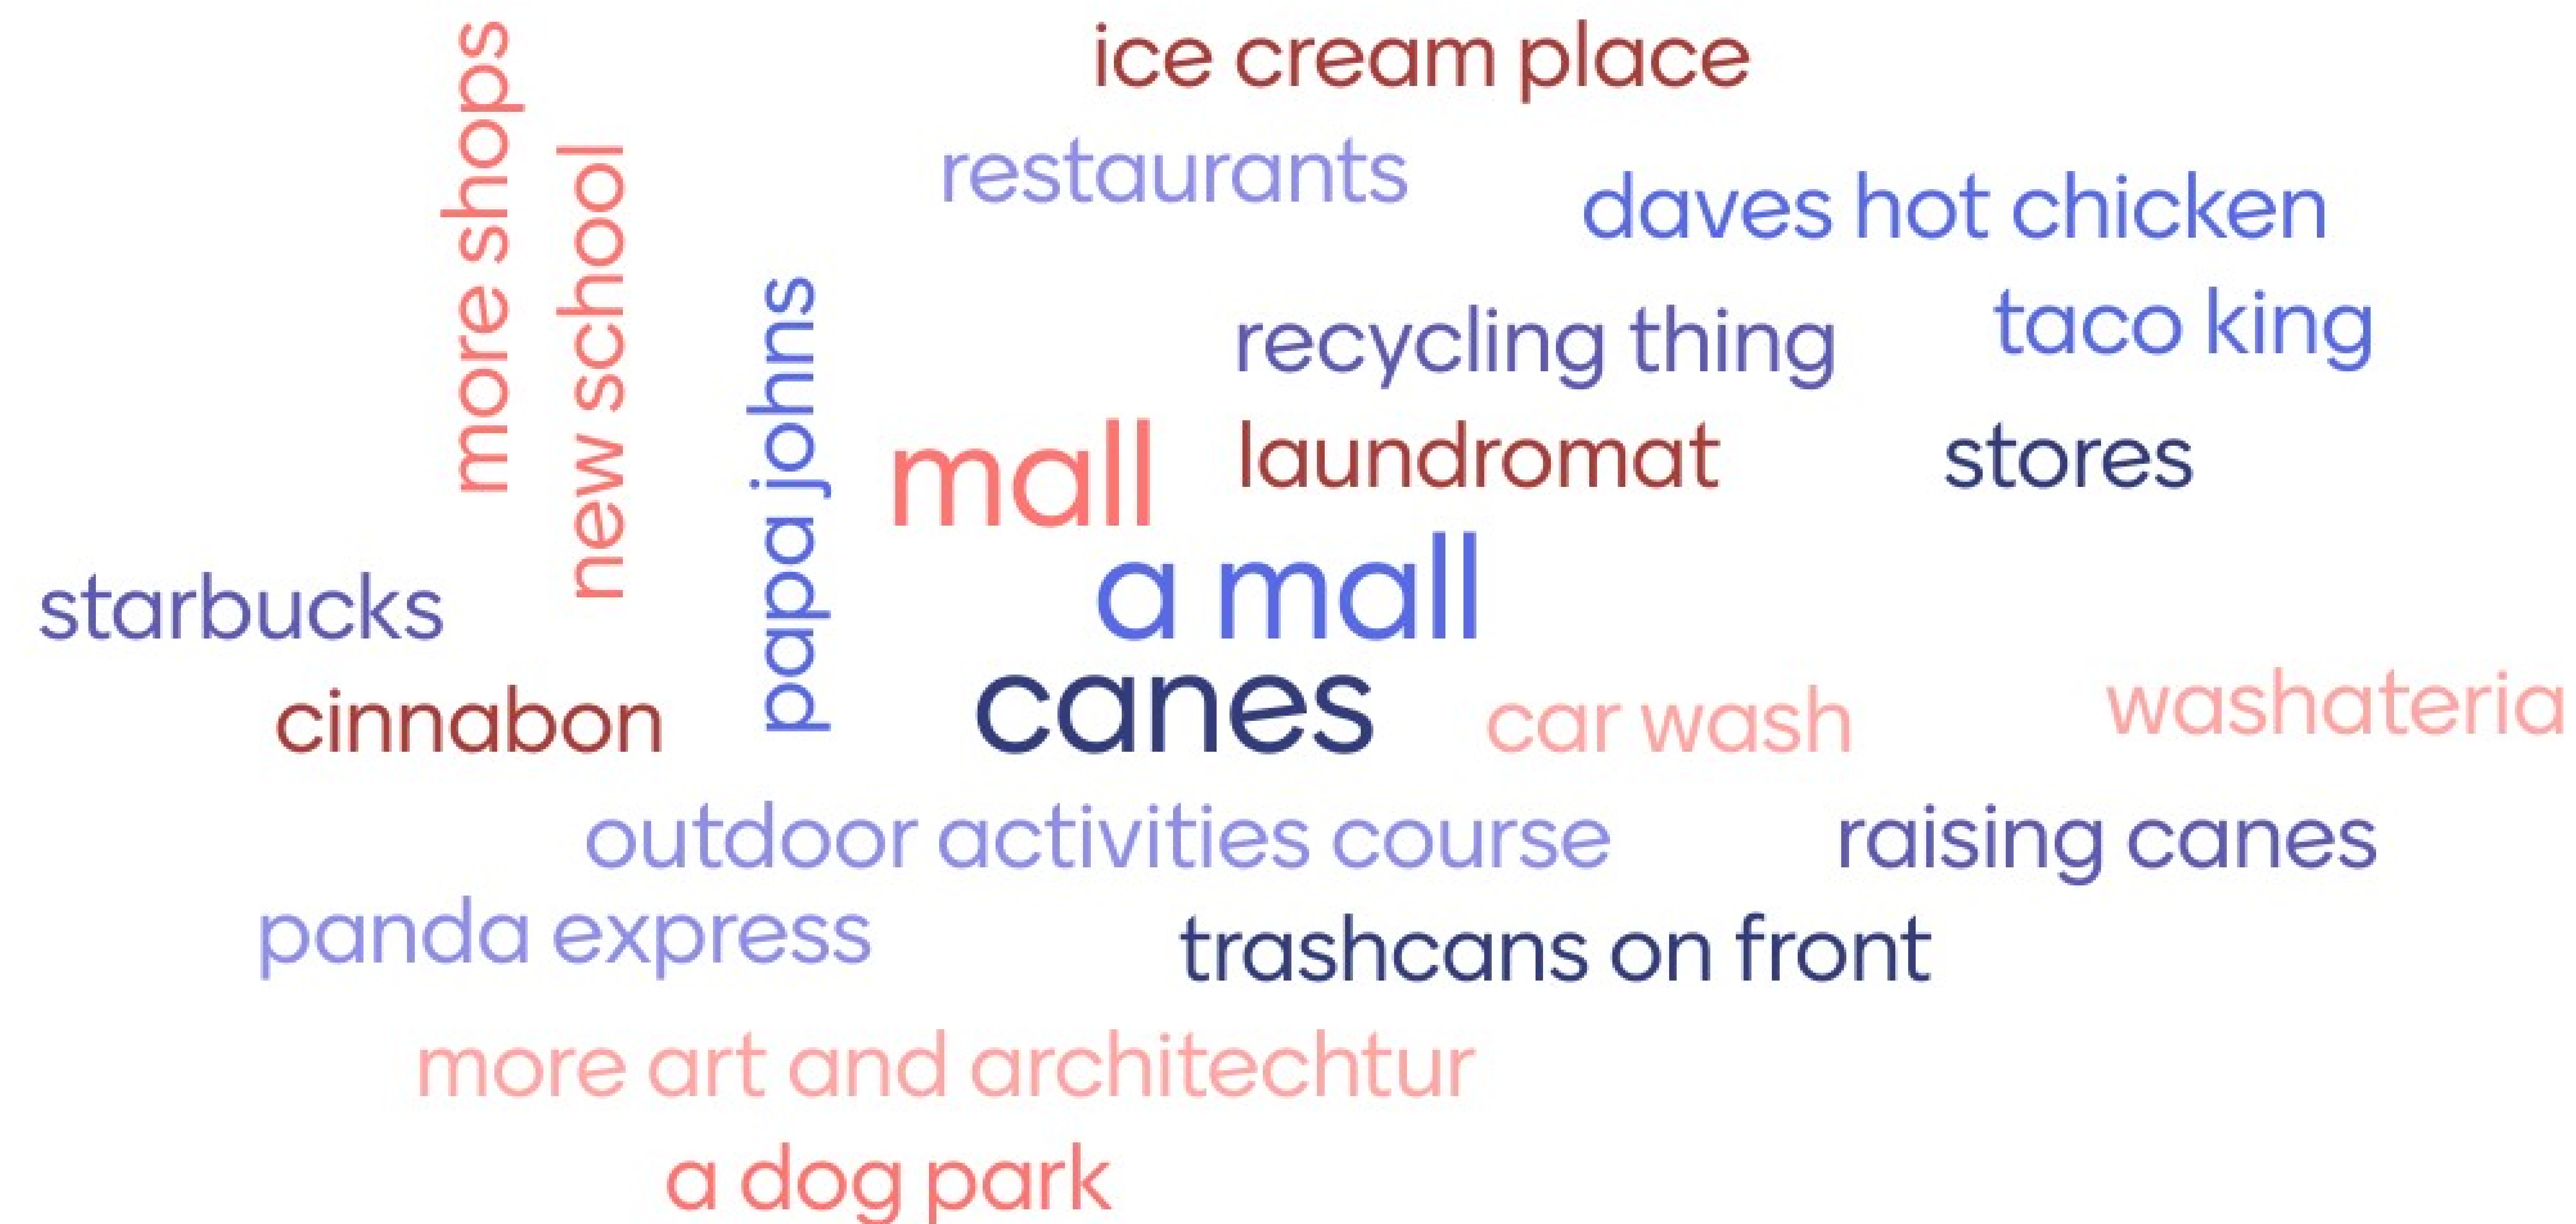 ice cream place
more shops
new school
restaurants
daves hot chicken
papa johns
recycling thing
taco king
mall
laundromat
stores
a mall
starbucks
cinnabon
canes
car wash
washateria
outdoor activities course
raising canes
panda express
trashcans on front
more art and architechtur
a dog park